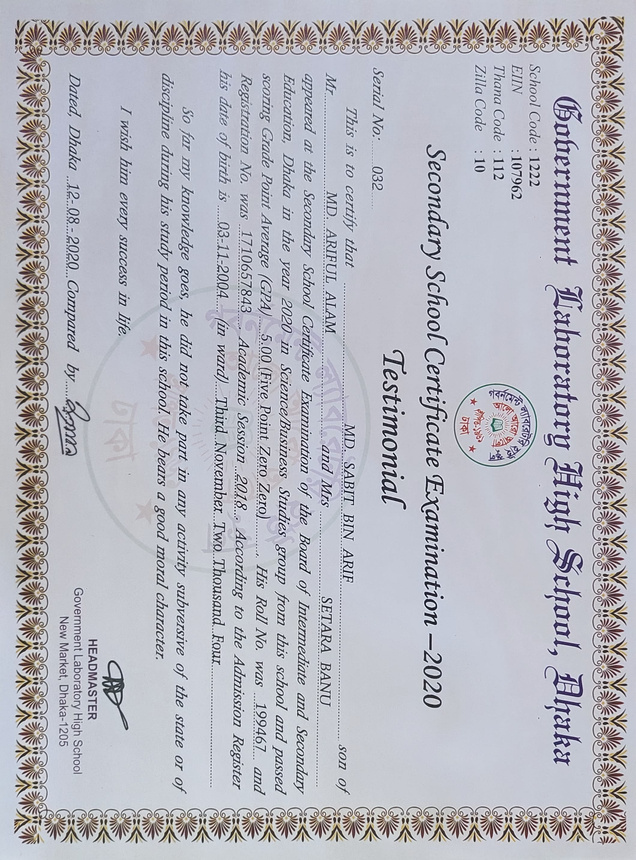 Government Laboratory High School, Dhaka
School Code : 1222
EIIN : 107962
Thana Code : 112
Zilla Code : 10
Secondary School Certificate Examination –2020
Testimonial
Serial No: 032
This is to certify that MD. SABIT BIN ARIF son of
Mr. MD. ARIFUL ALAM and Mrs SETARA BANU
appeared at the Secondary School Certificate Examination of the Board of Intermediate and Secondary
Education, Dhaka in the year 2020 in Science/Business Studies group from this school and passed
scoring Grade Point Average (GPA) 5.00 (Five Point Zero Zero) His Roll No. was 199467 and
Registration No. was 1710657843 Academic Session 2018 According to the Admission Register
his date of birth is 03-11-2004 (in ward) Third November Two Thousand Four
So far my knowledge goes, he did not take part in any activity subversive of the state or of
discipline during his study period in this school. He bears a good moral character.
I wish him every success in life.
Dated, Dhaka 12-08-2020 Compared by
HEADMASTER
Government Laboratory High School
New Market, Dhaka-1205